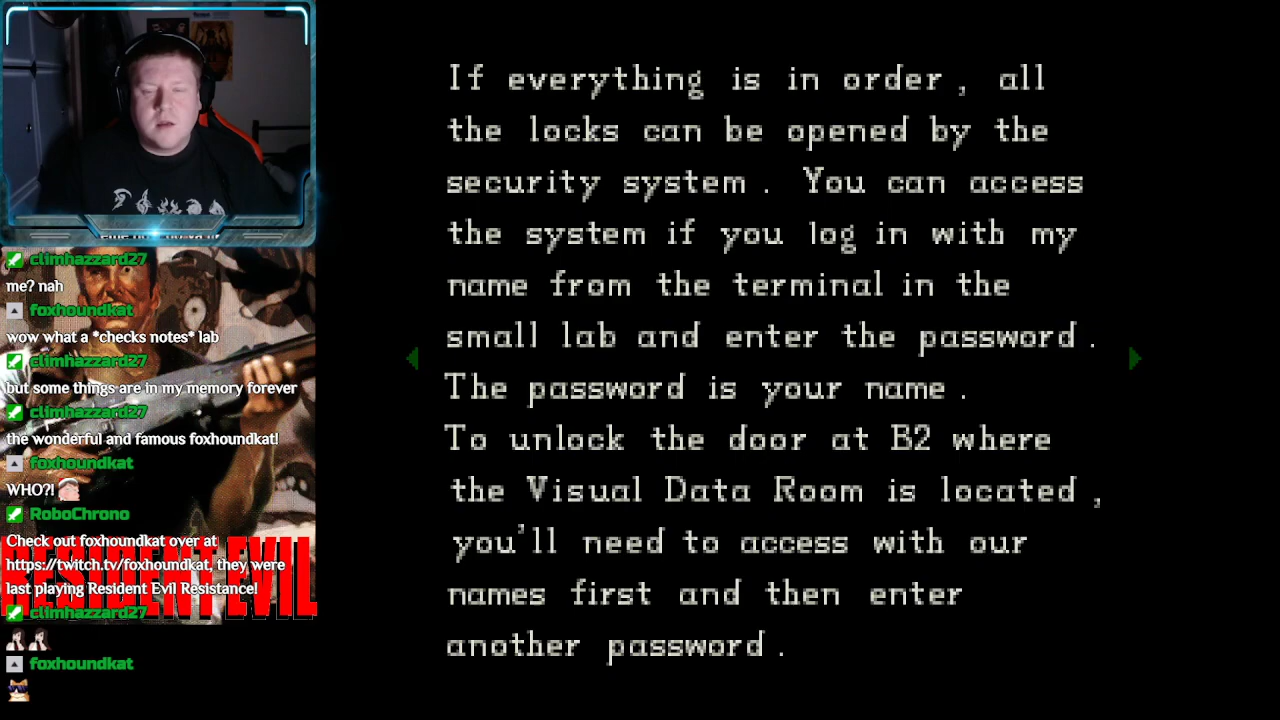 climhazzard27
me? nah
foxhoundkat
wow what a *checks notes* lab
climhazzard27
but some things are in my memory forever
climhazzard27
the wonderful and famous foxhoundkat!
foxhoundkat
WHO?!
RoboChrono
Check out foxhoundkat over at
https://twitch.tv/foxhoundkat, they were
last playing Resident Evil Resistance!
RESIDENT EVIL
climhazzard27
foxhoundkat
If everything is in order, all
the locks can be opened by the
security system. You can access
the system if you log in with my
name from the terminal in the
small lab and enter the password.
The password is your name.
To unlock the door at B2 where
the Visual Data Room is located,
you'll need to access with our
names first and then enter
another password.